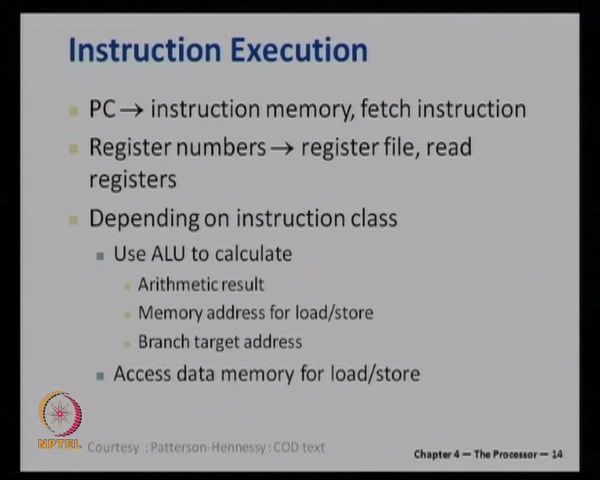 Instruction Execution
PC → instruction memory, fetch instruction
Register numbers → register file, read
registers
Depending on instruction class
Use ALU to calculate
Arithmetic result
Memory address for load/store
Branch target address
Access data memory for load/store
NPTEL
Courtesy : Patterson-Hennessy : COD text
Chapter 4 — The Processor — 14